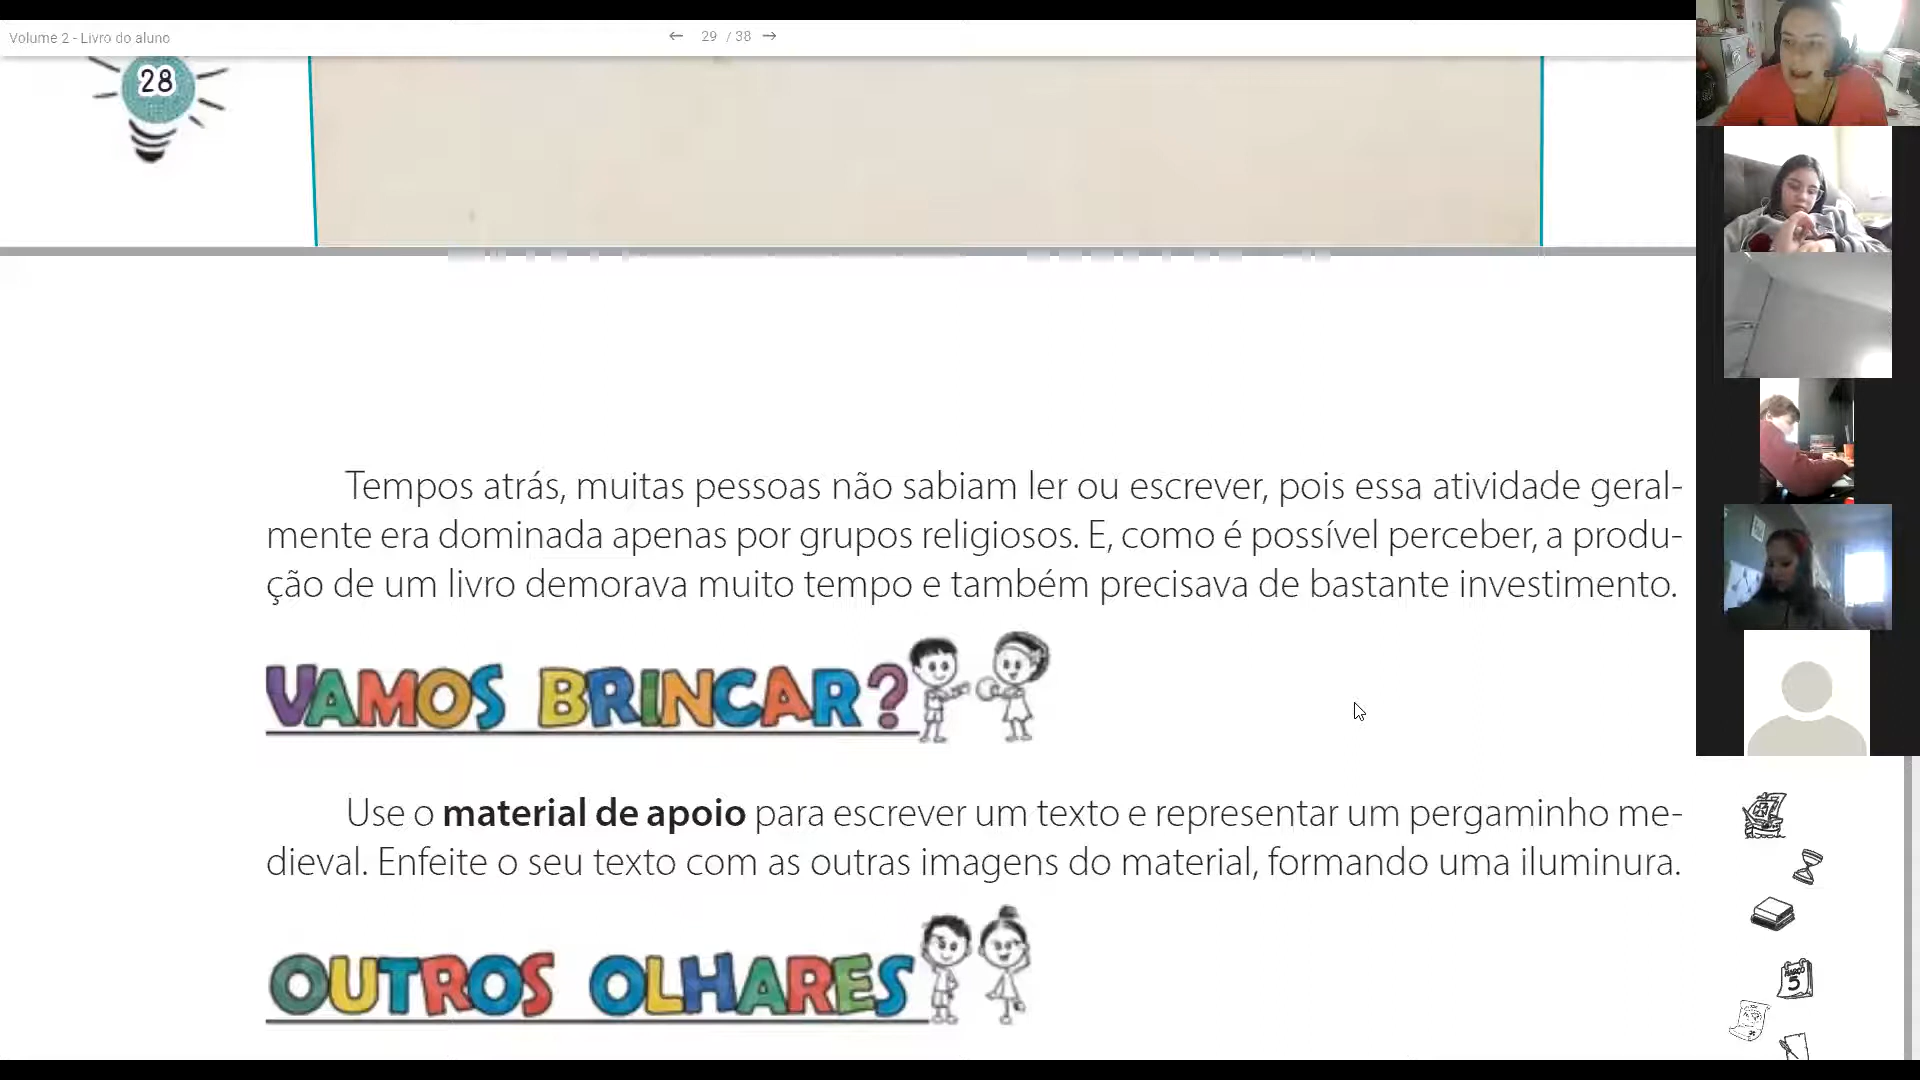 Volume 2 - Livro do aluno
← 29 / 38 →
28
Tempos atrás, muitas pessoas não sabiam ler ou escrever, pois essa atividade geral-
mente era dominada apenas por grupos religiosos. E, como é possível perceber, a produ-
ção de um livro demorava muito tempo e também precisava de bastante investimento.
VAMOS BRINCAR?
Use o material de apoio para escrever um texto e representar um pergaminho me-
dieval. Enfeite o seu texto com as outras imagens do material, formando uma iluminura.
OUTROS OLHARES
MARÇO
5